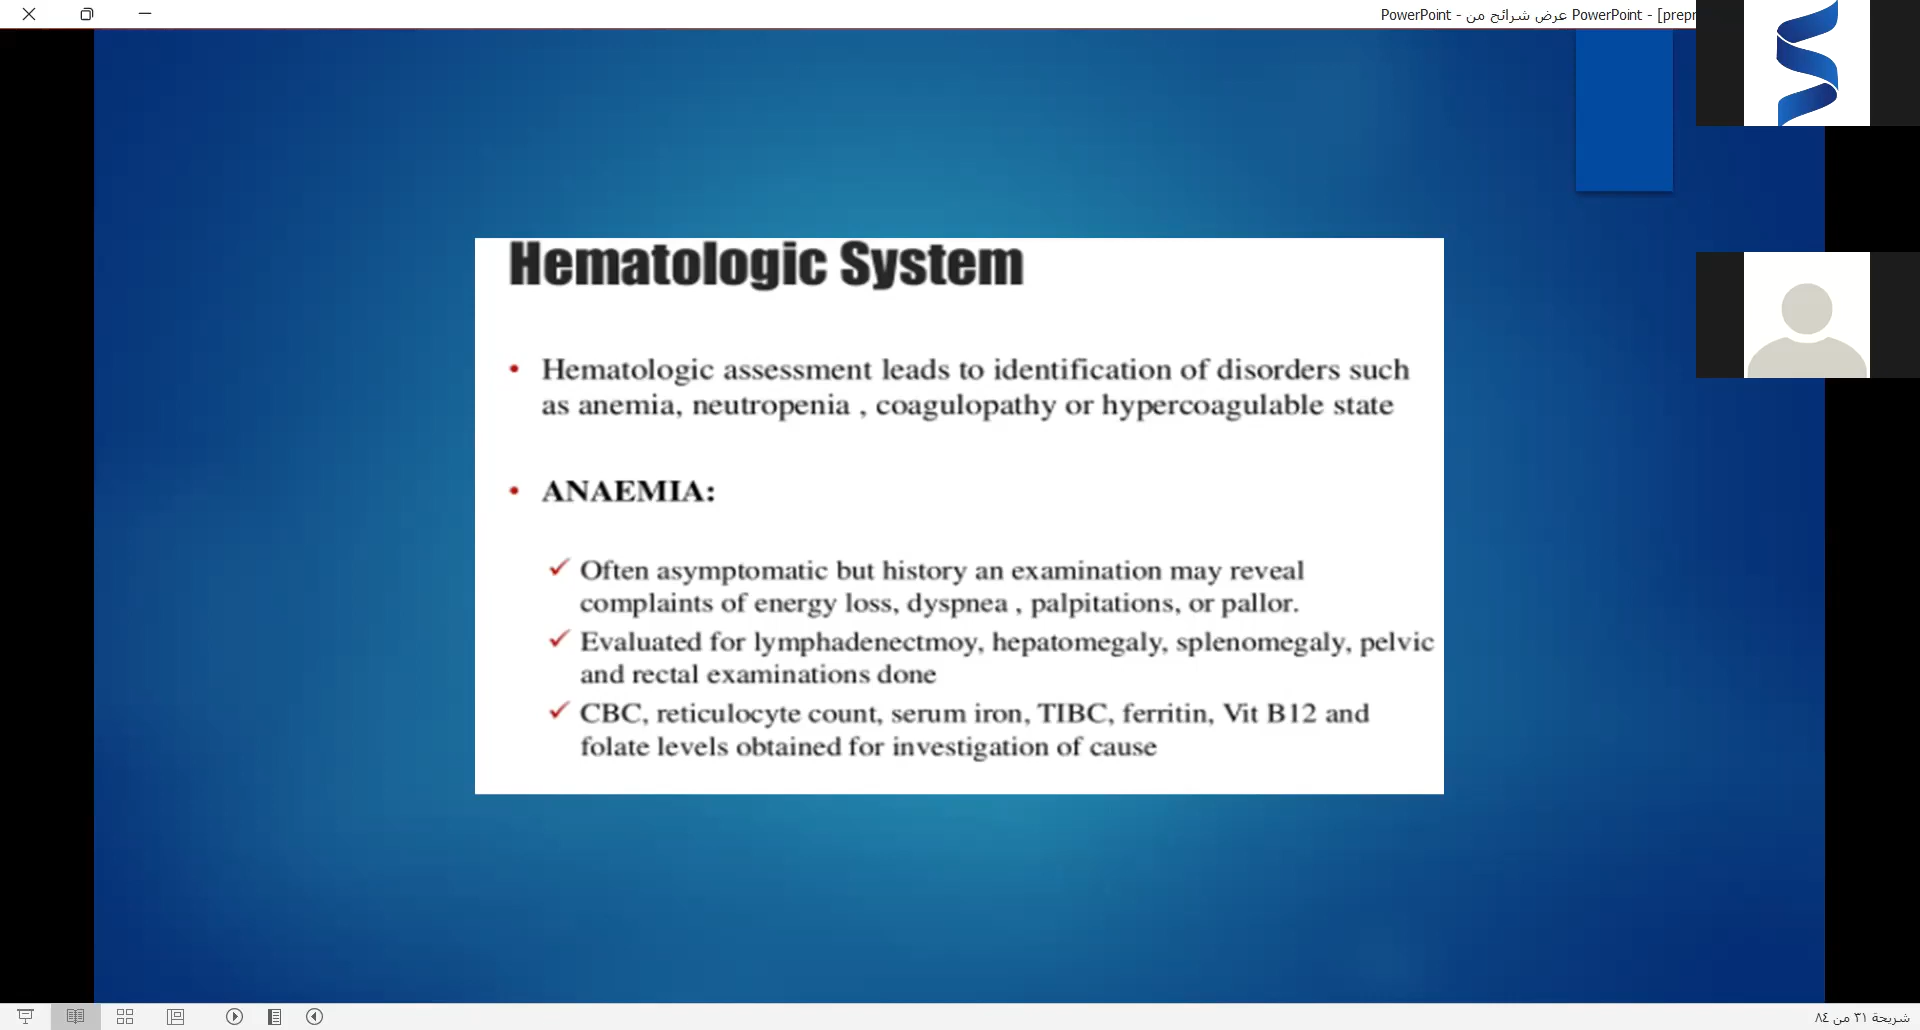 PowerPoint - عرض شرائح من PowerPoint - [prepr
Hematologic System
• Hematologic assessment leads to identification of disorders such
as anemia, neutropenia , coagulopathy or hypercoagulable state
• ANAEMIA:
✓ Often asymptomatic but history an examination may reveal
complaints of energy loss, dyspnea , palpitations, or pallor.
✓ Evaluated for lymphadenectmoy, hepatomegaly, splenomegaly, pelvic
and rectal examinations done
✓ CBC, reticulocyte count, serum iron, TIBC, ferritin, Vit B12 and
folate levels obtained for investigation of cause
شريحة ٣١ من ٨٤